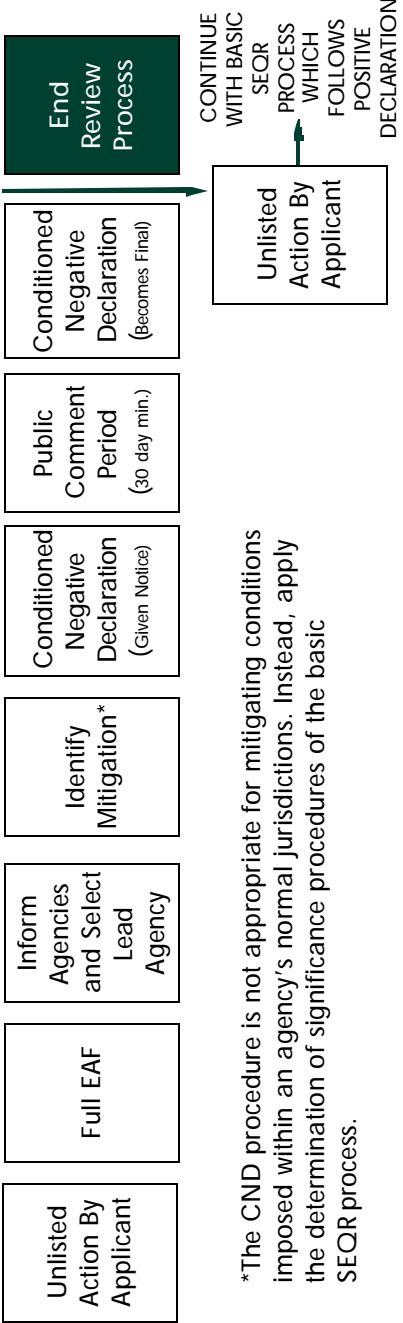 Unlisted
Action By
Applicant
Full EAF
Inform
Agencies
and Select
Lead
Agency
Identify
Mitigation*
Conditioned
Negative
Declaration
(Given Notice)
Public
Comment
Period
(30 day min.)
Conditioned
Negative
Declaration
(Becomes Final)
End
Review
Process
Unlisted
Action By
Applicant
CONTINUE
WITH BASIC
SEQR
PROCESS
WHICH
FOLLOWS
POSITIVE
DECLARATION
*The CND procedure is not appropriate for mitigating conditions
imposed within an agency's normal jurisdictions. Instead, apply
the determination of significance procedures of the basic
SEQR process.